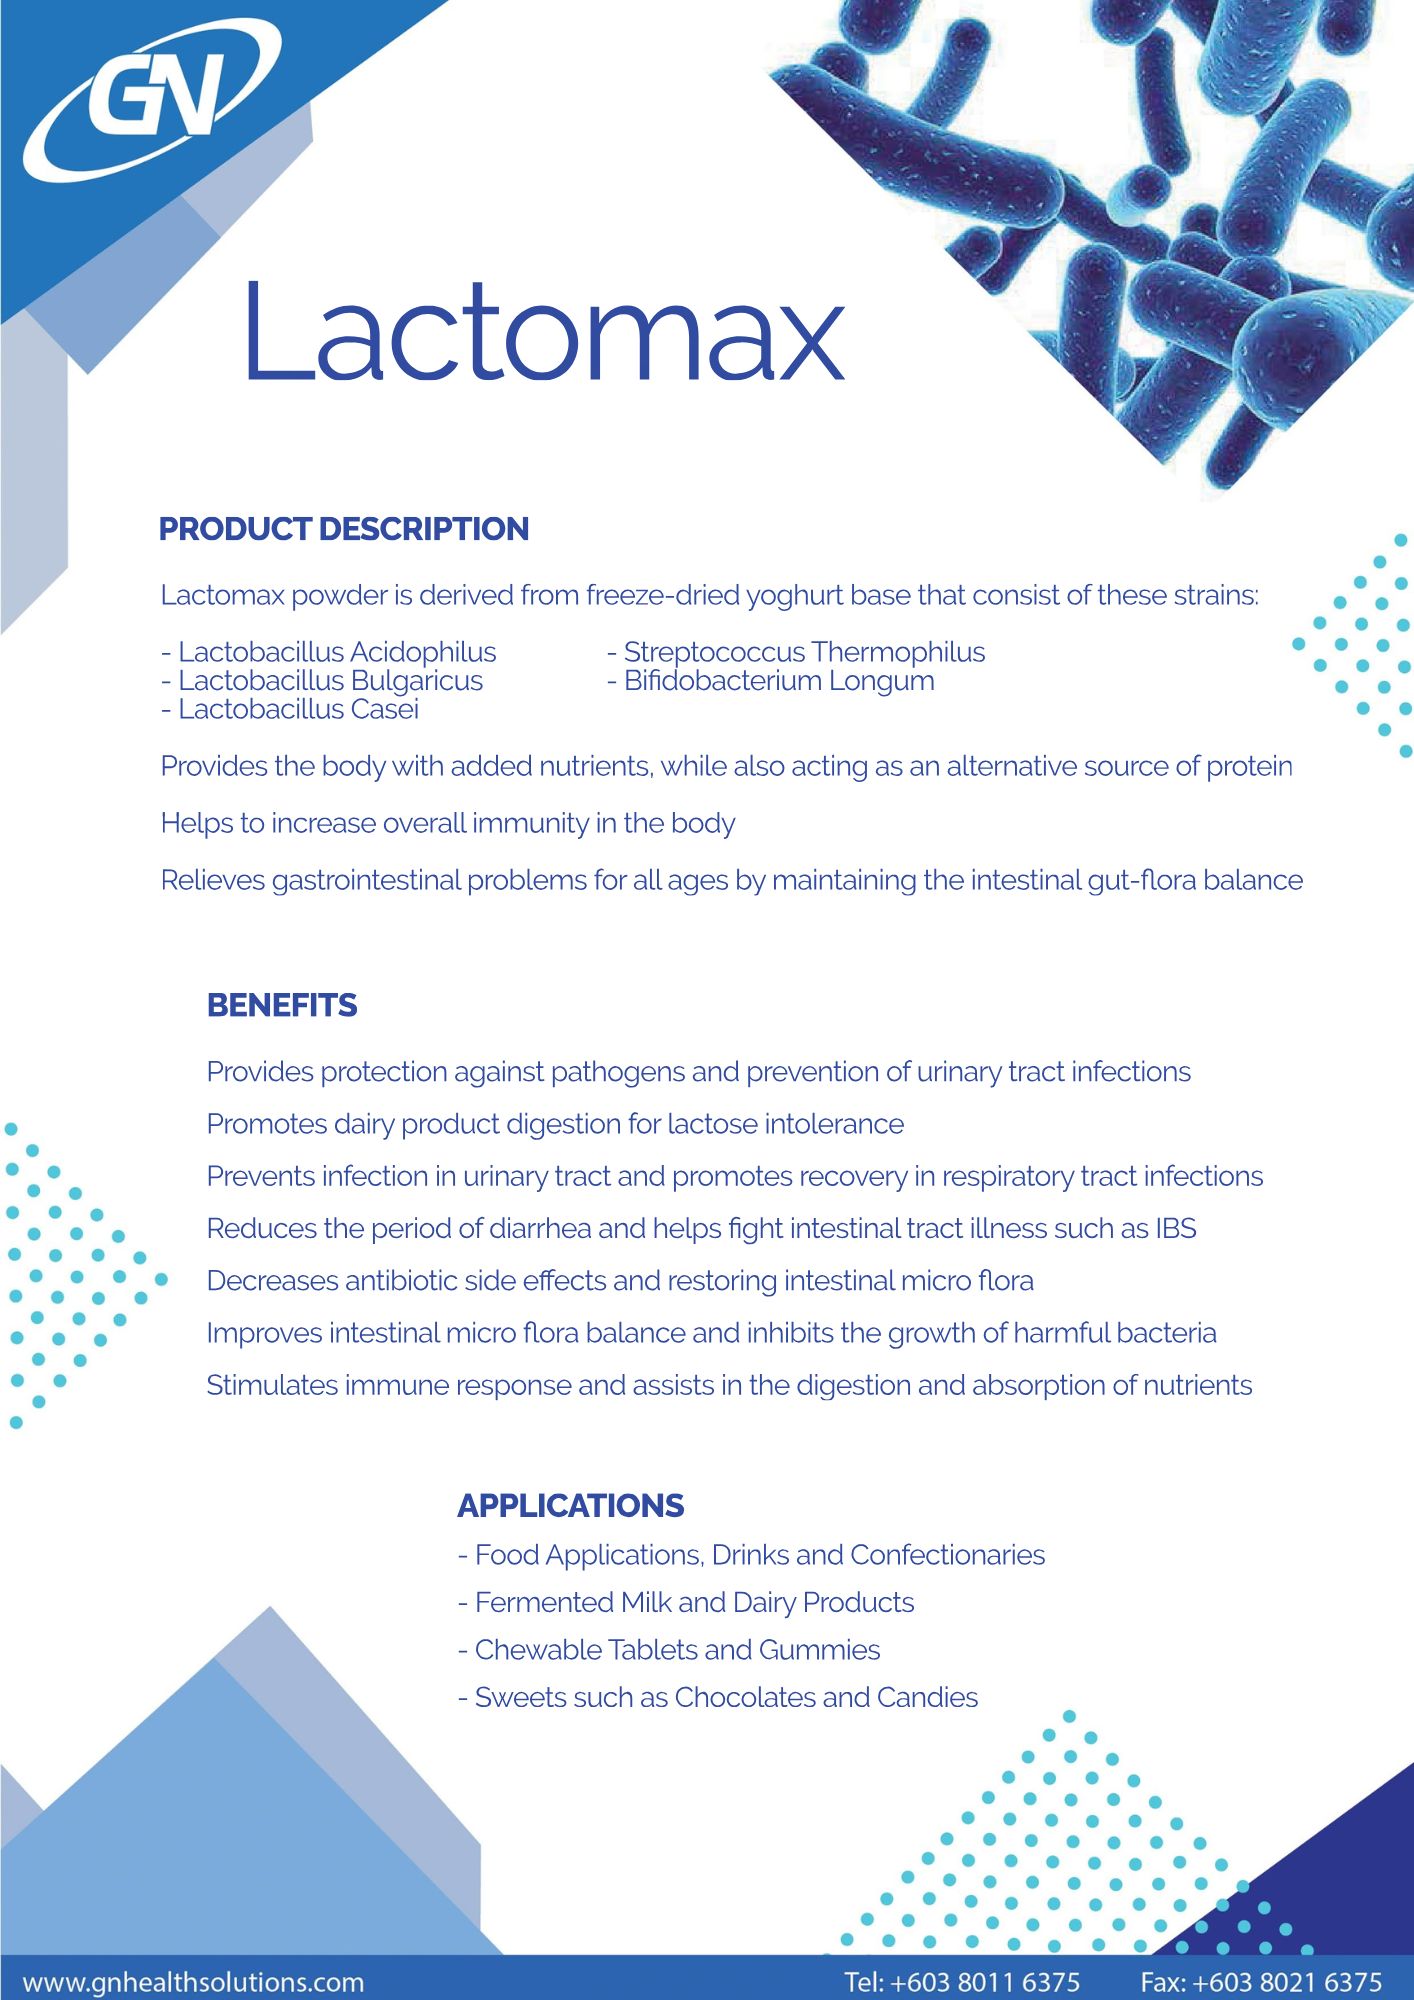 GN
Lactomax
PRODUCT DESCRIPTION
Lactomax powder is derived from freeze-dried yoghurt base that consist of these strains:
- Lactobacillus Acidophilus
- Lactobacillus Bulgaricus
- Lactobacillus Casei
- Streptococcus Thermophilus
- Bifidobacterium Longum
Provides the body with added nutrients, while also acting as an alternative source of protein
Helps to increase overall immunity in the body
Relieves gastrointestinal problems for all ages by maintaining the intestinal gut-flora balance
BENEFITS
Provides protection against pathogens and prevention of urinary tract infections
Promotes dairy product digestion for lactose intolerance
Prevents infection in urinary tract and promotes recovery in respiratory tract infections
Reduces the period of diarrhea and helps fight intestinal tract illness such as IBS
Decreases antibiotic side effects and restoring intestinal micro flora
Improves intestinal micro flora balance and inhibits the growth of harmful bacteria
Stimulates immune response and assists in the digestion and absorption of nutrients
APPLICATIONS
- Food Applications, Drinks and Confectionaries
- Fermented Milk and Dairy Products
- Chewable Tablets and Gummies
- Sweets such as Chocolates and Candies
www.gnhealthsolutions.com
Tel: +603 8011 6375
Fax: +603 8021 6375